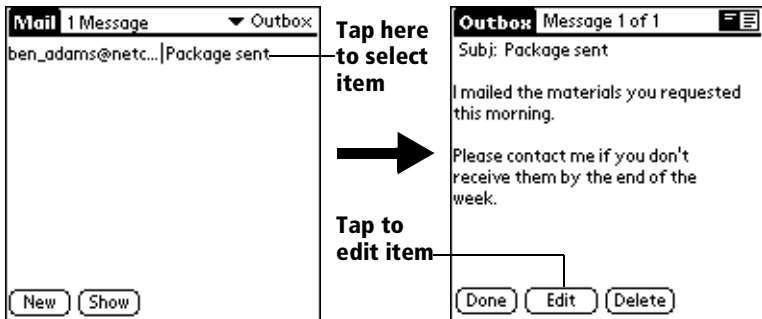 Mail 1 Message Outbox
ben_adams@netc... Package sent
New Show
Tap here
to select
item
Tap to
edit item
Outbox Message 1 of 1
Subj: Package sent
I mailed the materials you requested
this morning.
Please contact me if you don't
receive them by the end of the
week.
Done Edit Delete